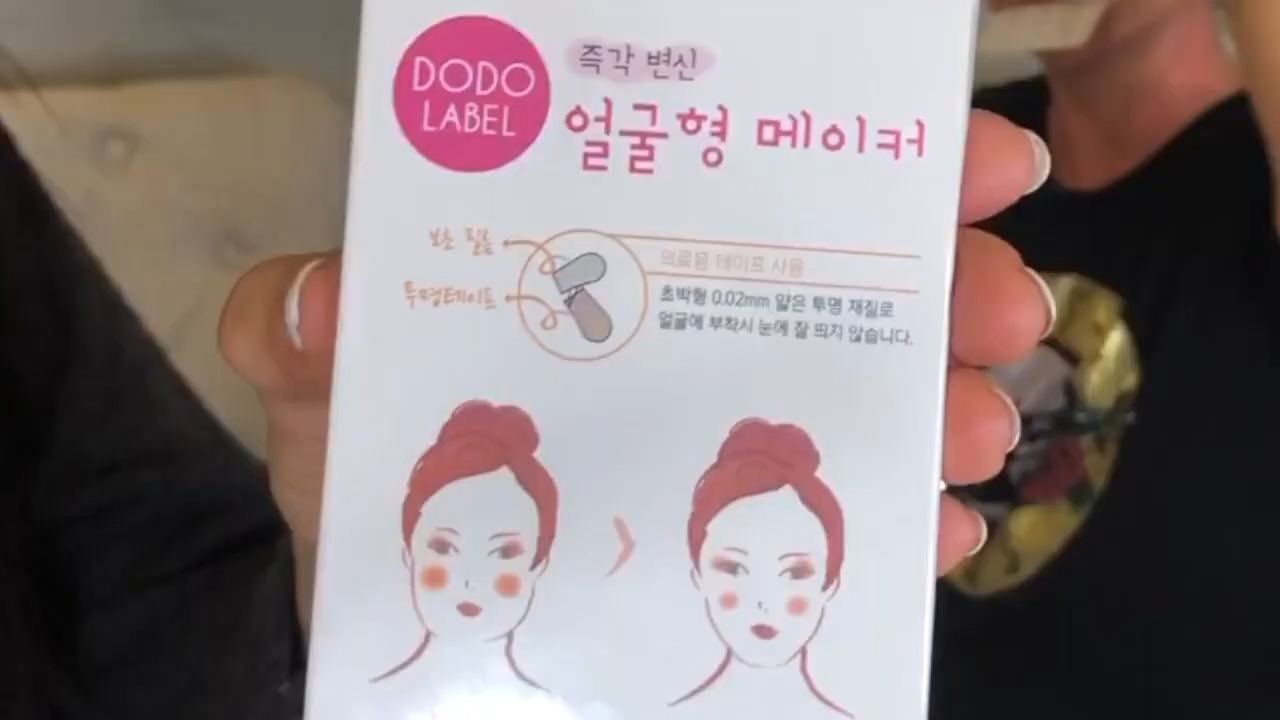 DODO
LABEL
즉각 변신
얼굴형 메이커
보조 필름
투명테이프
의료용 테이프 사용
초박형 0.02mm 얇은 투명 재질로
얼굴에 부착시 눈에 잘 띄지 않습니다.